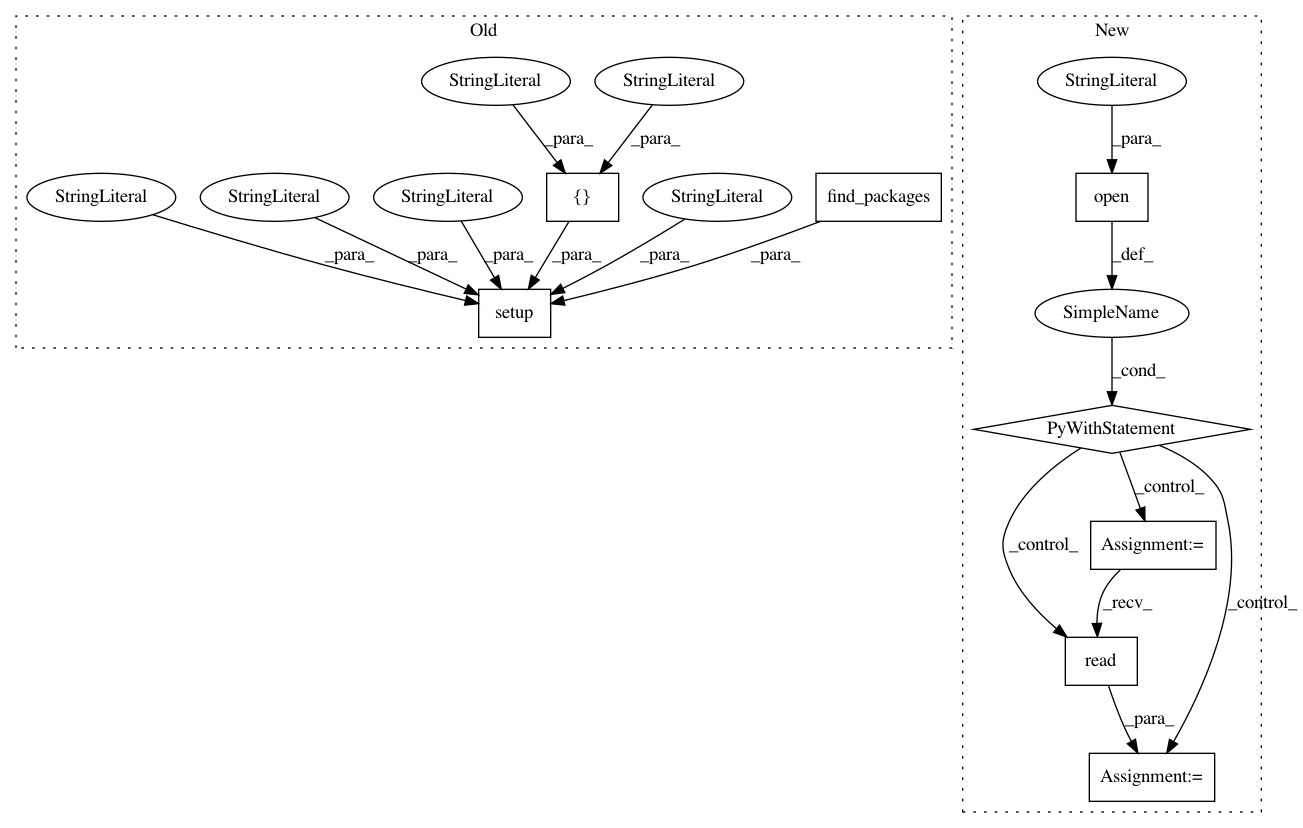 Old
New
StringLiteral
StringLiteral
StringLiteral
_para_
_para_
_para_
StringLiteral
StringLiteral
StringLiteral
{}
StringLiteral
find_packages
open
_para_
_para_
_para_
_para_
_para_
_para_
_def_
setup
SimpleName
_cond_
PyWithStatement
_control_
_control_
Assignment:=
_recv_
_control_
read
_para_
Assignment:=